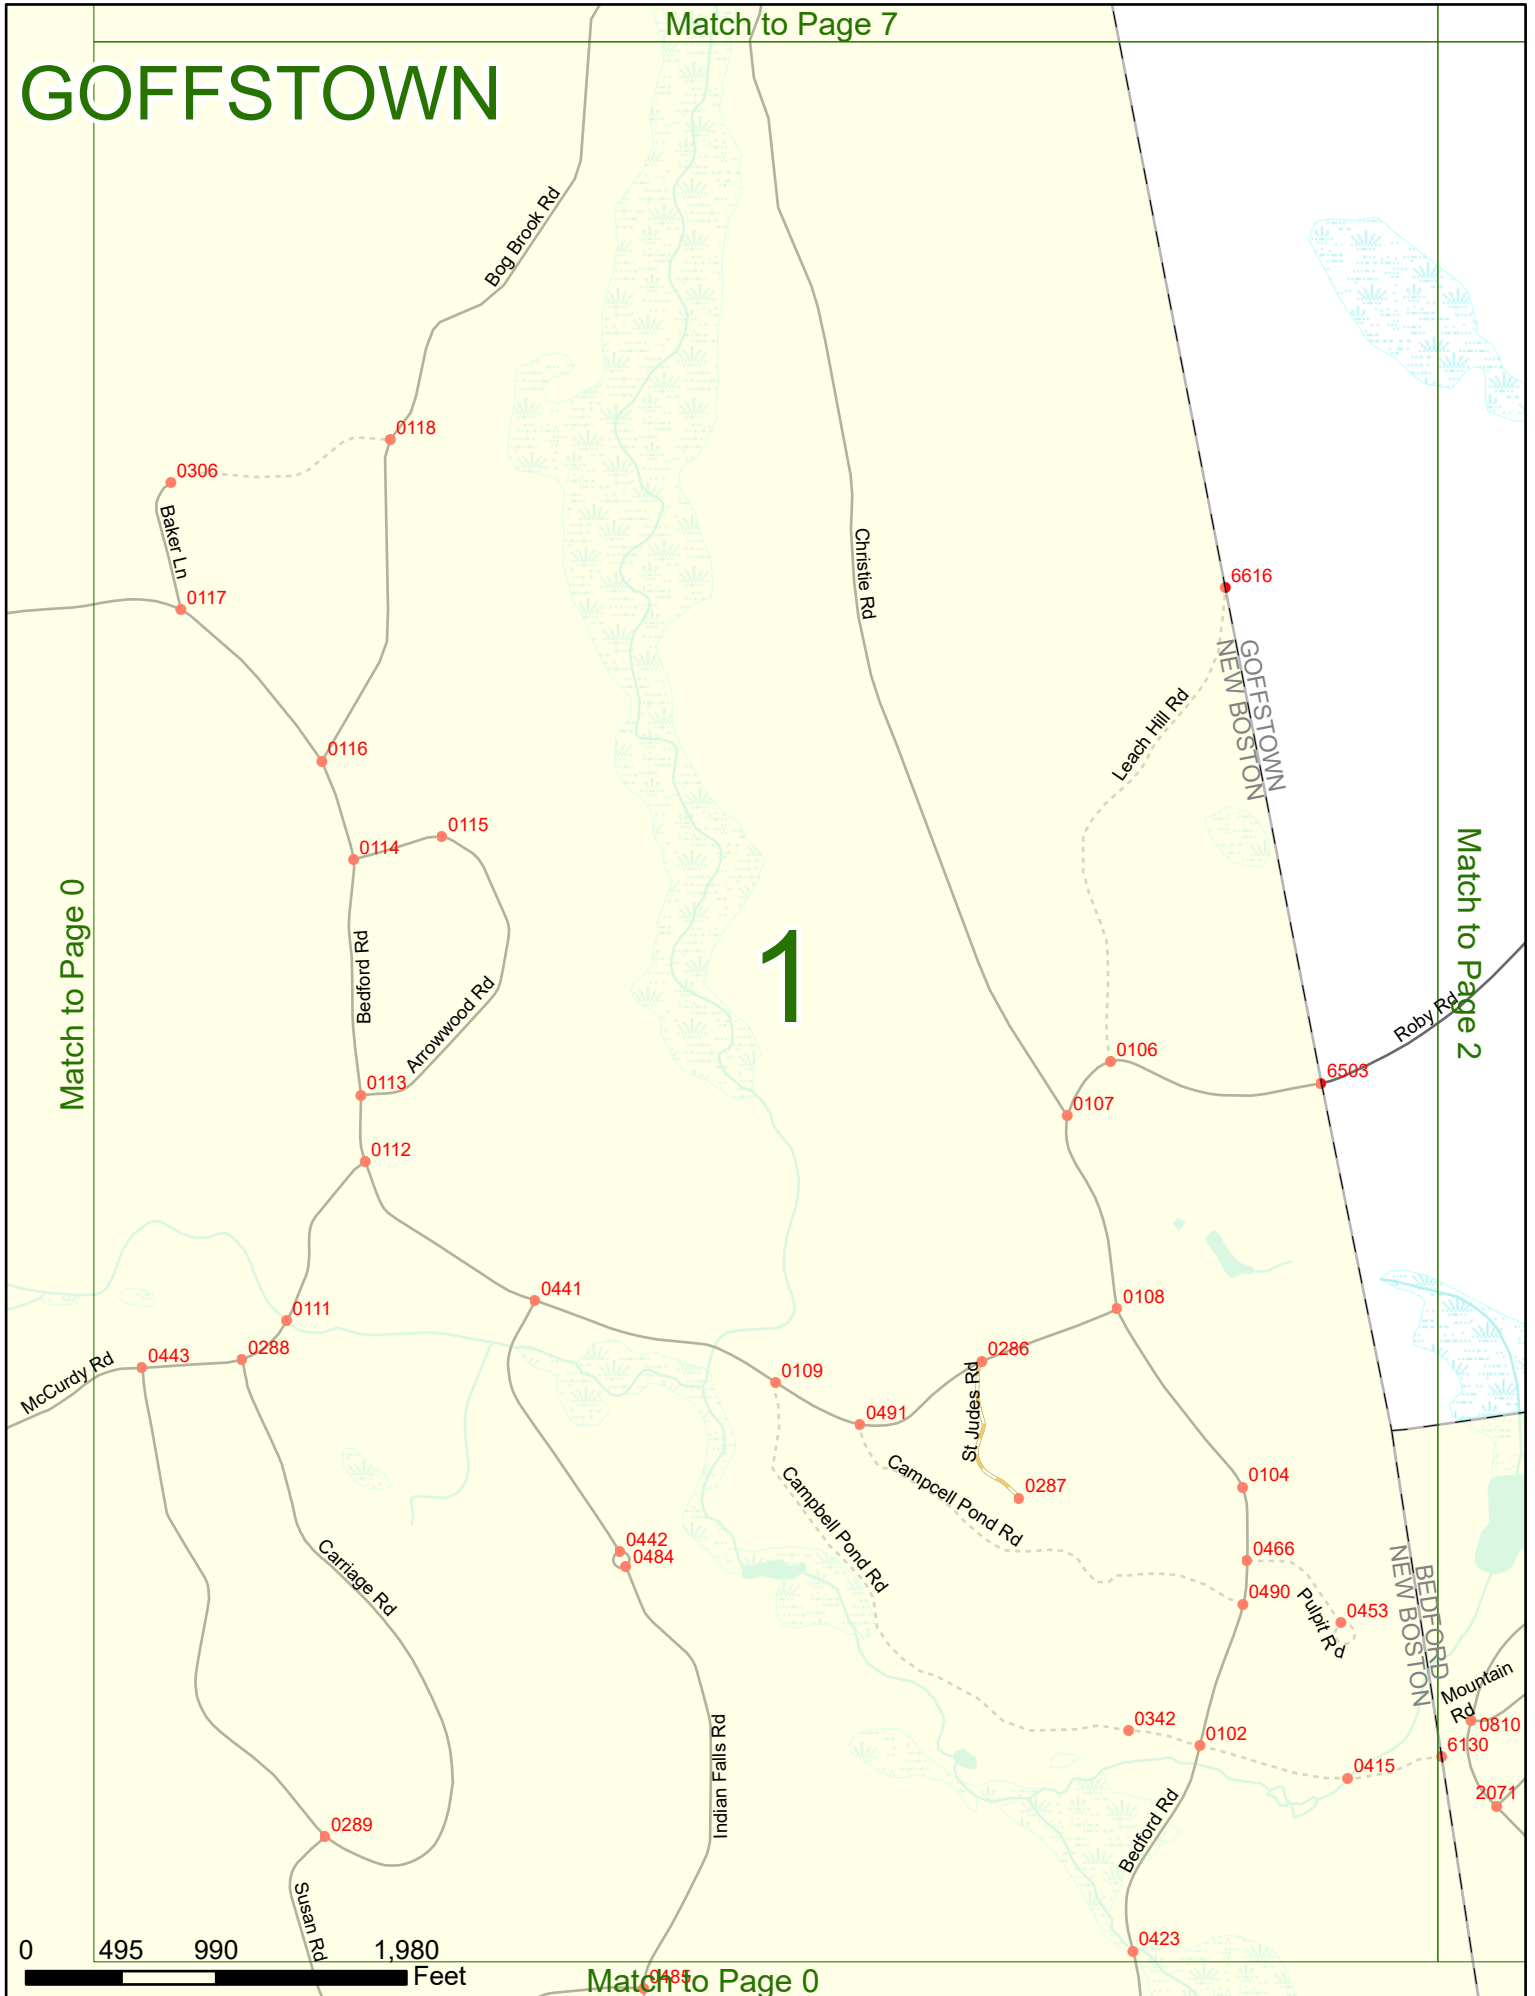 Match to Page 7
GOFFSTOWN
Bog Brook Rd
0118
0306
Baker Ln
0117
Christie Rd
6616
GOFFSTOWN
NEW BOSTON
Leach Hill Rd
0116
0115
0114
Match to Page 0
Bedford Rd
Arrowwood Rd
1
Match to Page 2
Roby Rd
0106
6503
0113
0107
0112
0441
0108
0111
0288
0443
McCurdy Rd
0286
0109
St Judes Rd
0491
Campcell Pond Rd
Campbell Pond Rd
0287
0104
0442
0484
0466
Carriage Rd
0490
Pulpit Rd
0453
BEDFORD
NEW BOSTON
Mountain
Rd
0810
0342
0102
6130
0415
2071
Indian Falls Rd
0289
Bedford Rd
Susan Rd
0423
0 495 990 1,980
Feet
0485
Match to Page 0